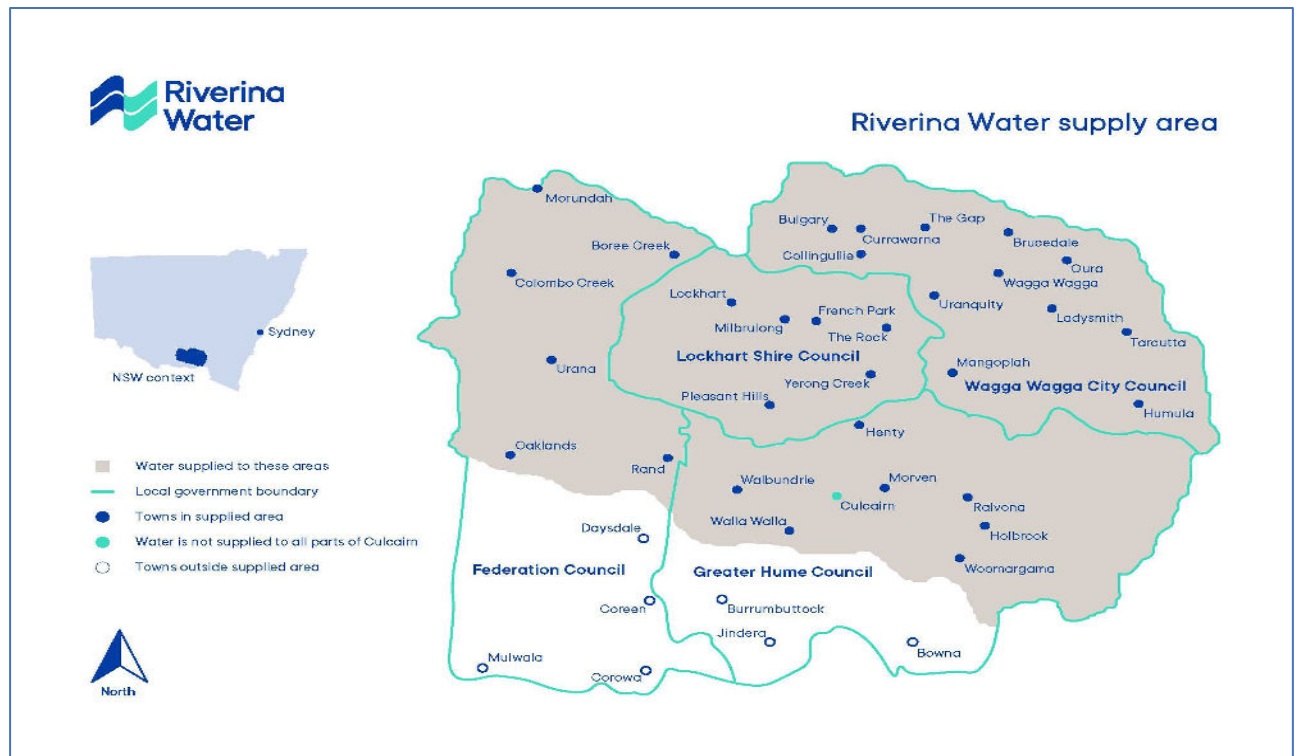 Riverina
Water
Riverina Water supply area
Morundah
Boree Creek
Colombo Creek
Urana
Oaklands
Rand
Bulgary
Currawarna
The Gap
Collingullie
Brucedale
Oura
Wagga Wagga
Uranquity
Ladysmith
Tarcutta
Mangoplah
Wagga Wagga City Council
Humula
Lockhart
French Park
Milbrulong
The Rock
Lockhart Shire Council
Yerong Creek
Pleasant Hills
Henty
Walbundrie
Morven
Culcairn
Ralvona
Walla Walla
Holbrook
Woomargama
Daysdale
Federation Council
Greater Hume Council
Coreen
Burrumbuttock
Jindera
Bowna
Mulwala
Corowa
Sydney
NSW context
Water supplied to these areas
Local government boundary
Towns in supplied area
Water is not supplied to all parts of Culcairn
Towns outside supplied area
North